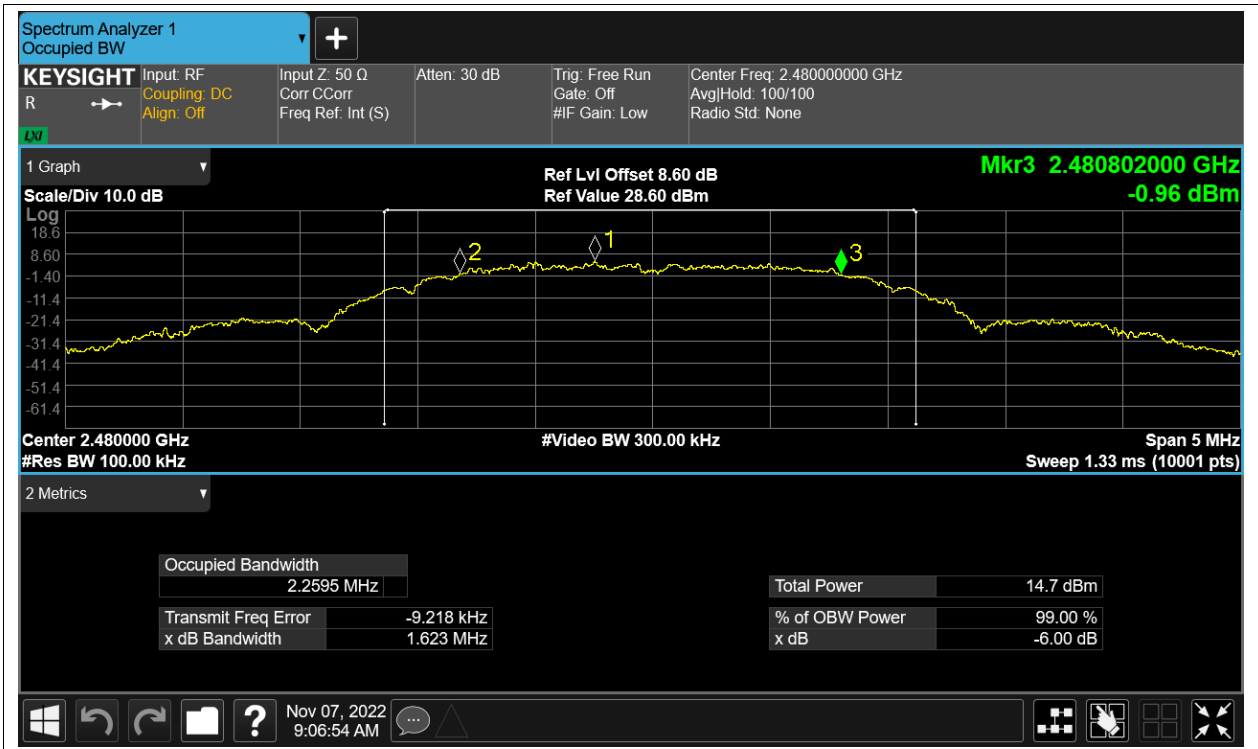 Spectrum Analyzer 1
Occupied BW
+
KEYSIGHT
R
LXI
Input: RF
Coupling: DC
Align: Off
Input Z: 50 Ω
Corr CCorr
Freq Ref: Int (S)
Atten: 30 dB
Trig: Free Run
Gate: Off
#IF Gain: Low
Center Freq: 2.480000000 GHz
Avg|Hold: 100/100
Radio Std: None
1 Graph
Scale/Div 10.0 dB
Ref Lvl Offset 8.60 dB
Ref Value 28.60 dBm
Mkr3 2.480802000 GHz
-0.96 dBm
Log
18.6
8.60
-1.40
-11.4
-21.4
-31.4
-41.4
-51.4
-61.4
2
1
3
Center 2.480000 GHz
#Res BW 100.00 kHz
#Video BW 300.00 kHz
Span 5 MHz
Sweep 1.33 ms (10001 pts)
2 Metrics
Occupied Bandwidth
2.2595 MHz
Transmit Freq Error -9.218 kHz
x dB Bandwidth 1.623 MHz
Total Power 14.7 dBm
% of OBW Power 99.00 %
x dB -6.00 dB
?
Nov 07, 2022
9:06:54 AM